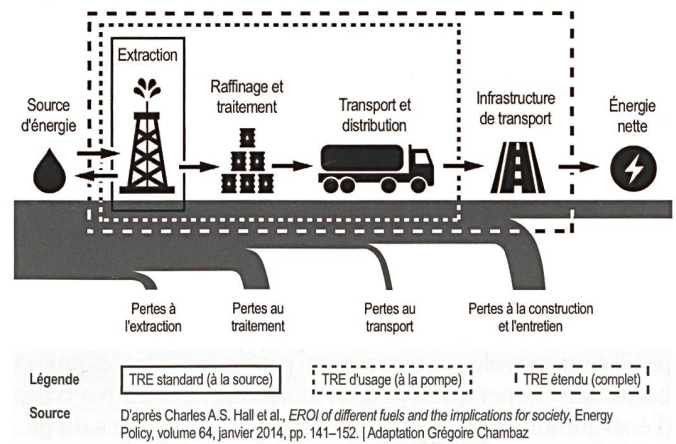 Extraction
Source
d'énergie
Raffinage et
traitement
Transport et
distribution
Infrastructure
de transport
Énergie
nette
Pertes à
l'extraction
Pertes au
traitement
Pertes au
transport
Pertes à la construction
et l'entretien
Légende
TRE standard (à la source)
TRE d'usage (à la pompe)
TRE étendu (complet)
Source
D'après Charles A.S. Hall et al., EROI of different fuels and the implications for society, Energy
Policy, volume 64, janvier 2014, pp. 141–152. | Adaptation Grégoire Chambaz